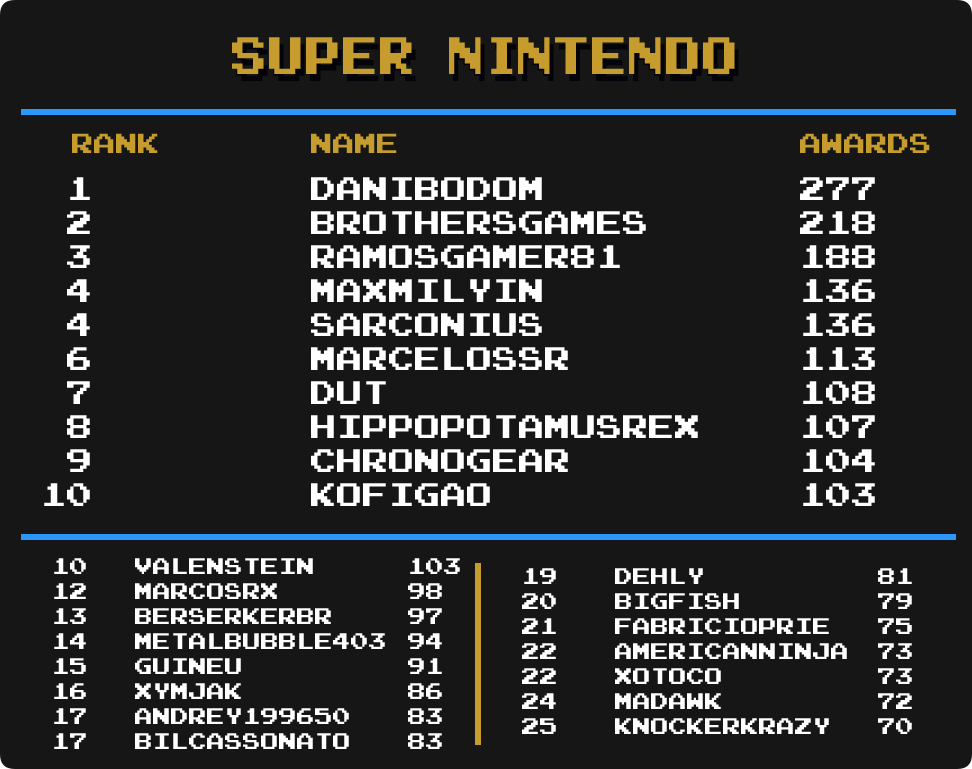 SUPER NINTENDO
RANK NAME AWARDS
1 DANIBODOM 277
2 BROTHERSGAMES 218
3 RAMOSGAMER81 188
4 MAXMILYIN 136
4 SARCONIUS 136
6 MARCELOSSR 113
7 DUT 108
8 HIPPOPOTAMUSREX 107
9 CHRONOGEAR 104
10 KOFIGAO 103
10 VALENSTEIN 103
12 MARCOSRX 98
13 BERSERKERBR 97
14 METALBUBBLE403 94
15 GUINEU 91
16 XYMJAK 86
17 ANDREY199650 83
17 BILCASSONATO 83
19 DEHLY 81
20 BIGFISH 79
21 FABRICIOPRIE 75
22 AMERICANNINJA 73
22 XOTOCO 73
24 MADAWK 72
25 KNOCKERKRAZY 70